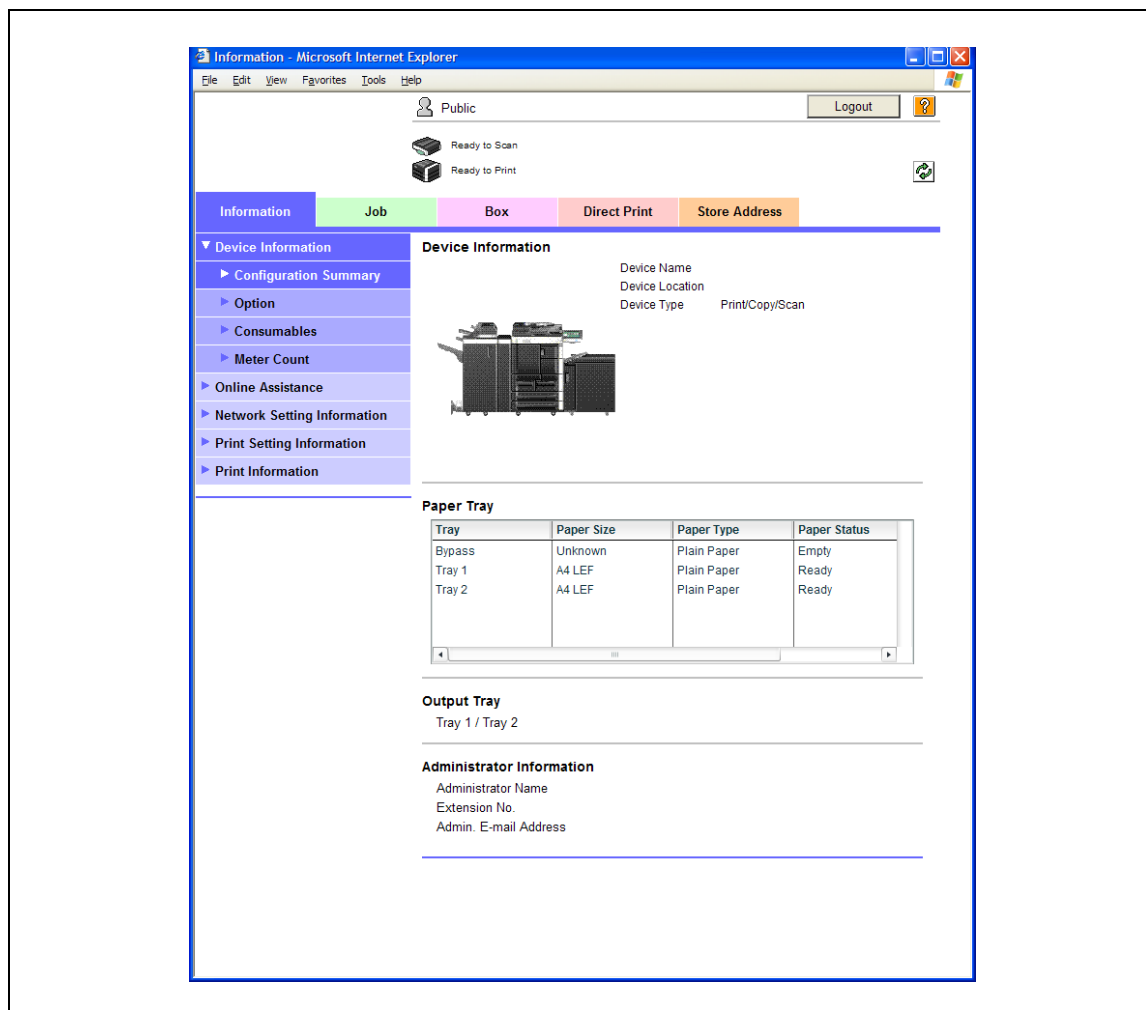 Information - Microsoft Internet Explorer
File Edit View Favorites Tools Help
Public
Logout
?
Ready to Scan
Ready to Print
Information Job Box Direct Print Store Address
Device Information
Configuration Summary
Option
Consumables
Meter Count
Online Assistance
Network Setting Information
Print Setting Information
Print Information
Device Information
Device Name
Device Location
Device Type Print/Copy/Scan
Paper Tray
Tray Paper Size Paper Type Paper Status
Bypass Unknown Plain Paper Empty
Tray 1 A4 LEF Plain Paper Ready
Tray 2 A4 LEF Plain Paper Ready
Output Tray
Tray 1 / Tray 2
Administrator Information
Administrator Name
Extension No.
Admin. E-mail Address